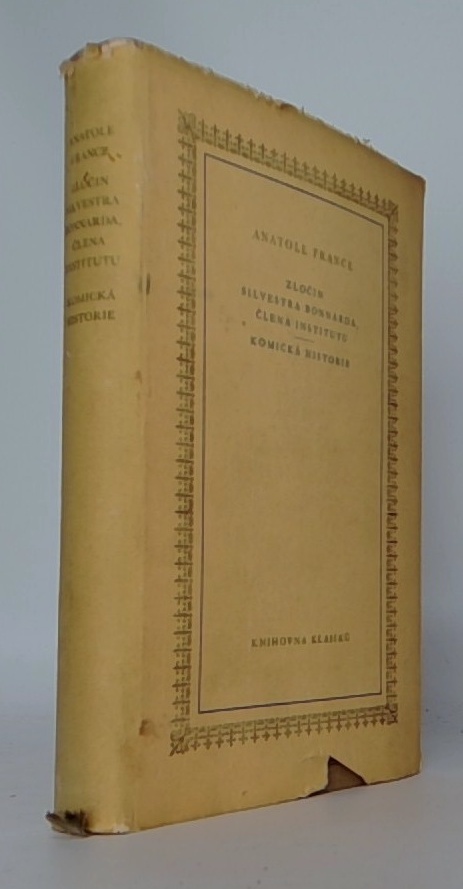 ANATOLE
FRANCE
ZLOČIN
SILVESTRA
BONNARDA,
ČLENA
INSTITUTU
KOMICKÁ
HISTORIE
ANATOLE FRANCE
ZLOČIN
SILVESTRA BONNARDA,
ČLENA INSTITUTU
KOMICKÁ HISTORIE
KNIHOVNA KLASIKŮ